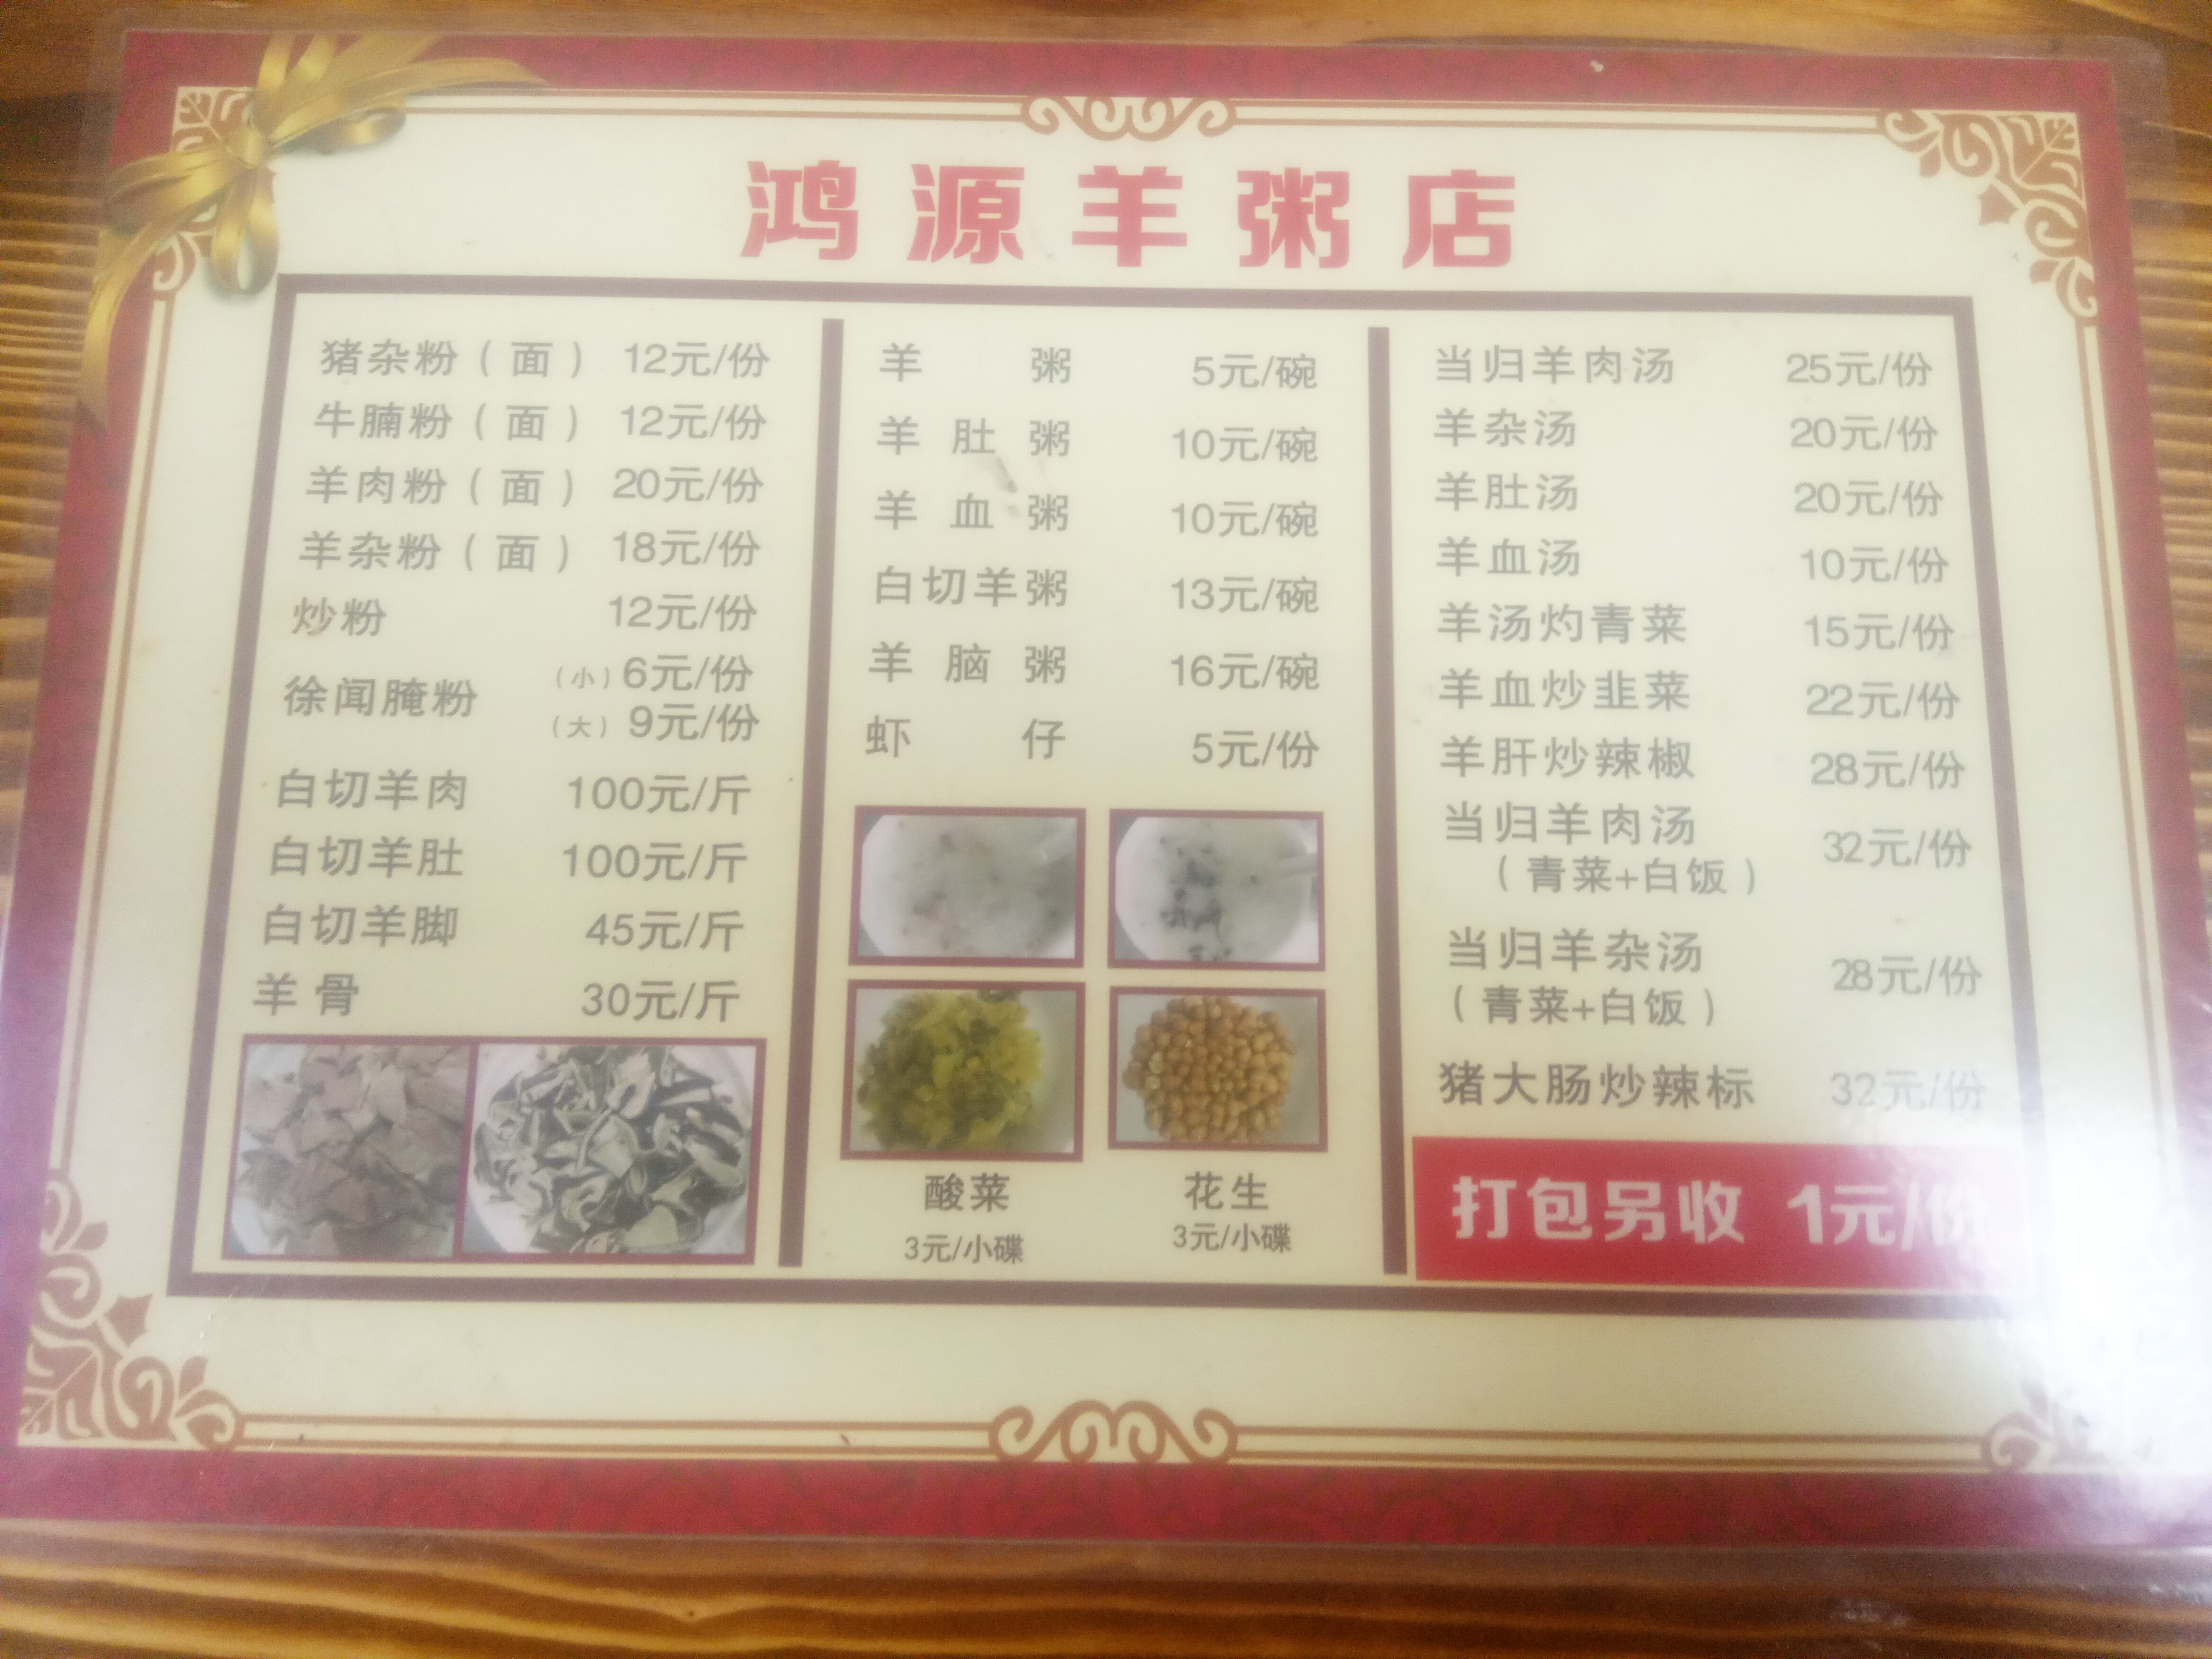 鸿源羊粥店
猪杂粉（面） 12元/份
牛腩粉（面） 12元/份
羊肉粉（面） 20元/份
羊杂粉（面） 18元/份
炒粉 12元/份
徐闻腌粉 （小）6元/份
（大）9元/份
白切羊肉 100元/斤
白切羊肚 100元/斤
白切羊脚 45元/斤
羊骨 30元/斤
羊粥 5元/碗
羊肚粥 10元/碗
羊血粥 10元/碗
白切羊粥 13元/碗
羊脑粥 16元/碗
虾仔 5元/份
酸菜
3元/小碟
花生
3元/小碟
当归羊肉汤 25元/份
羊杂汤 20元/份
羊肚汤 20元/份
羊血汤 10元/份
羊汤灼青菜 15元/份
羊血炒韭菜 22元/份
羊肝炒辣椒 28元/份
当归羊肉汤 32元/份
（青菜+白饭）
当归羊杂汤 28元/份
（青菜+白饭）
猪大肠炒辣标 32元/份
打包另收 1元/份